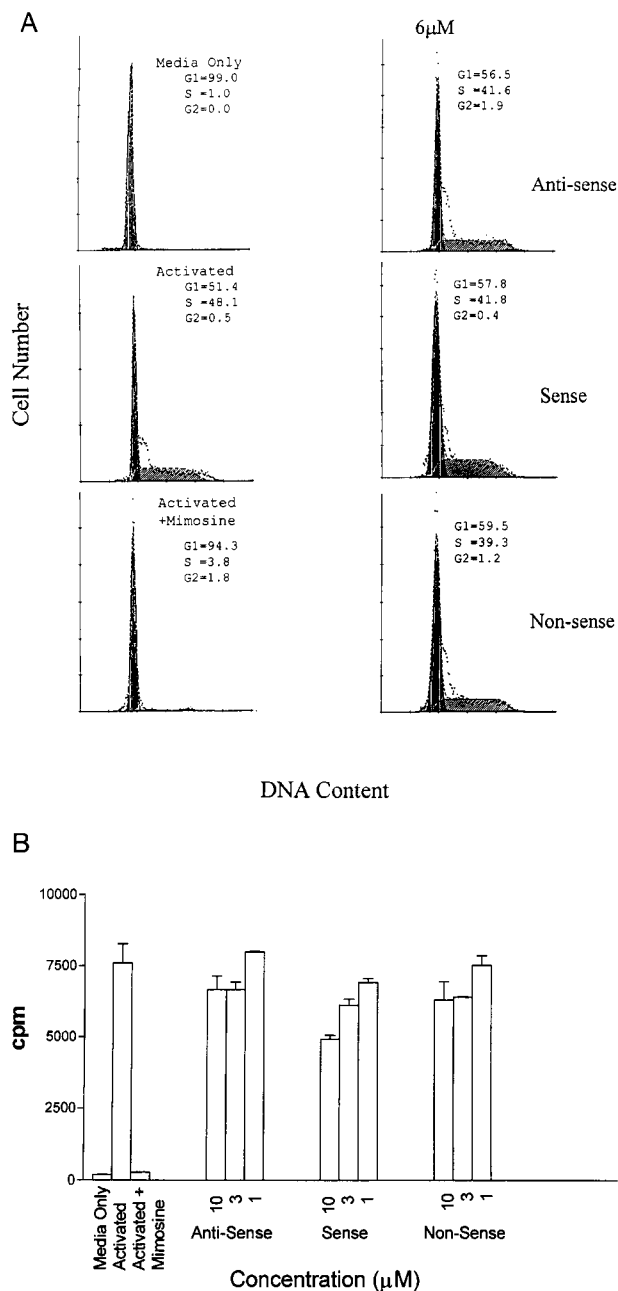 A
Media Only
G1=99.0
S =1.0
G2=0.0
6µM
G1=56.5
S =41.6
G2=1.9
Anti-sense
Activated
G1=51.4
S =48.1
G2=0.5
G1=57.8
S =41.8
G2=0.4
Sense
Cell Number
Activated
+Mimosine
G1=94.3
S =3.8
G2=1.8
G1=59.5
S =39.3
G2=1.2
Non-sense
DNA Content
B
10000
7500
5000
2500
0
cpm
Media Only
Activated
Activated +
Mimosine
10
3
1
Anti-Sense
10
3
1
Sense
10
3
1
Non-Sense
Concentration (µM)